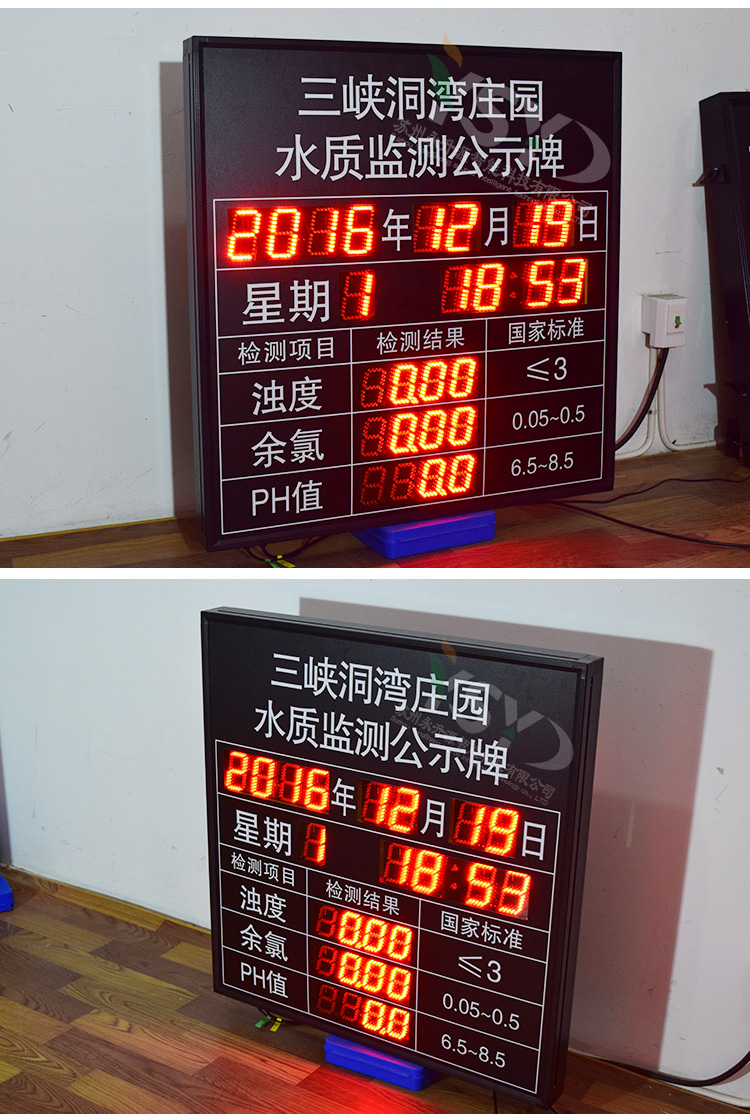 三峡洞湾庄园
水质监测公示牌
2016年12月19日
星期1 18:53
检测项目 检测结果 国家标准
浊度 0.00 ≤3
余氯 0.00 0.05~0.5
PH值 0.0 6.5~8.5
三峡洞湾庄园
水质监测公示牌
2016年12月19日
星期1 18:53
检测项目 检测结果 国家标准
浊度 0.00 ≤3
余氯 0.00 0.05~0.5
PH值 0.0 6.5~8.5